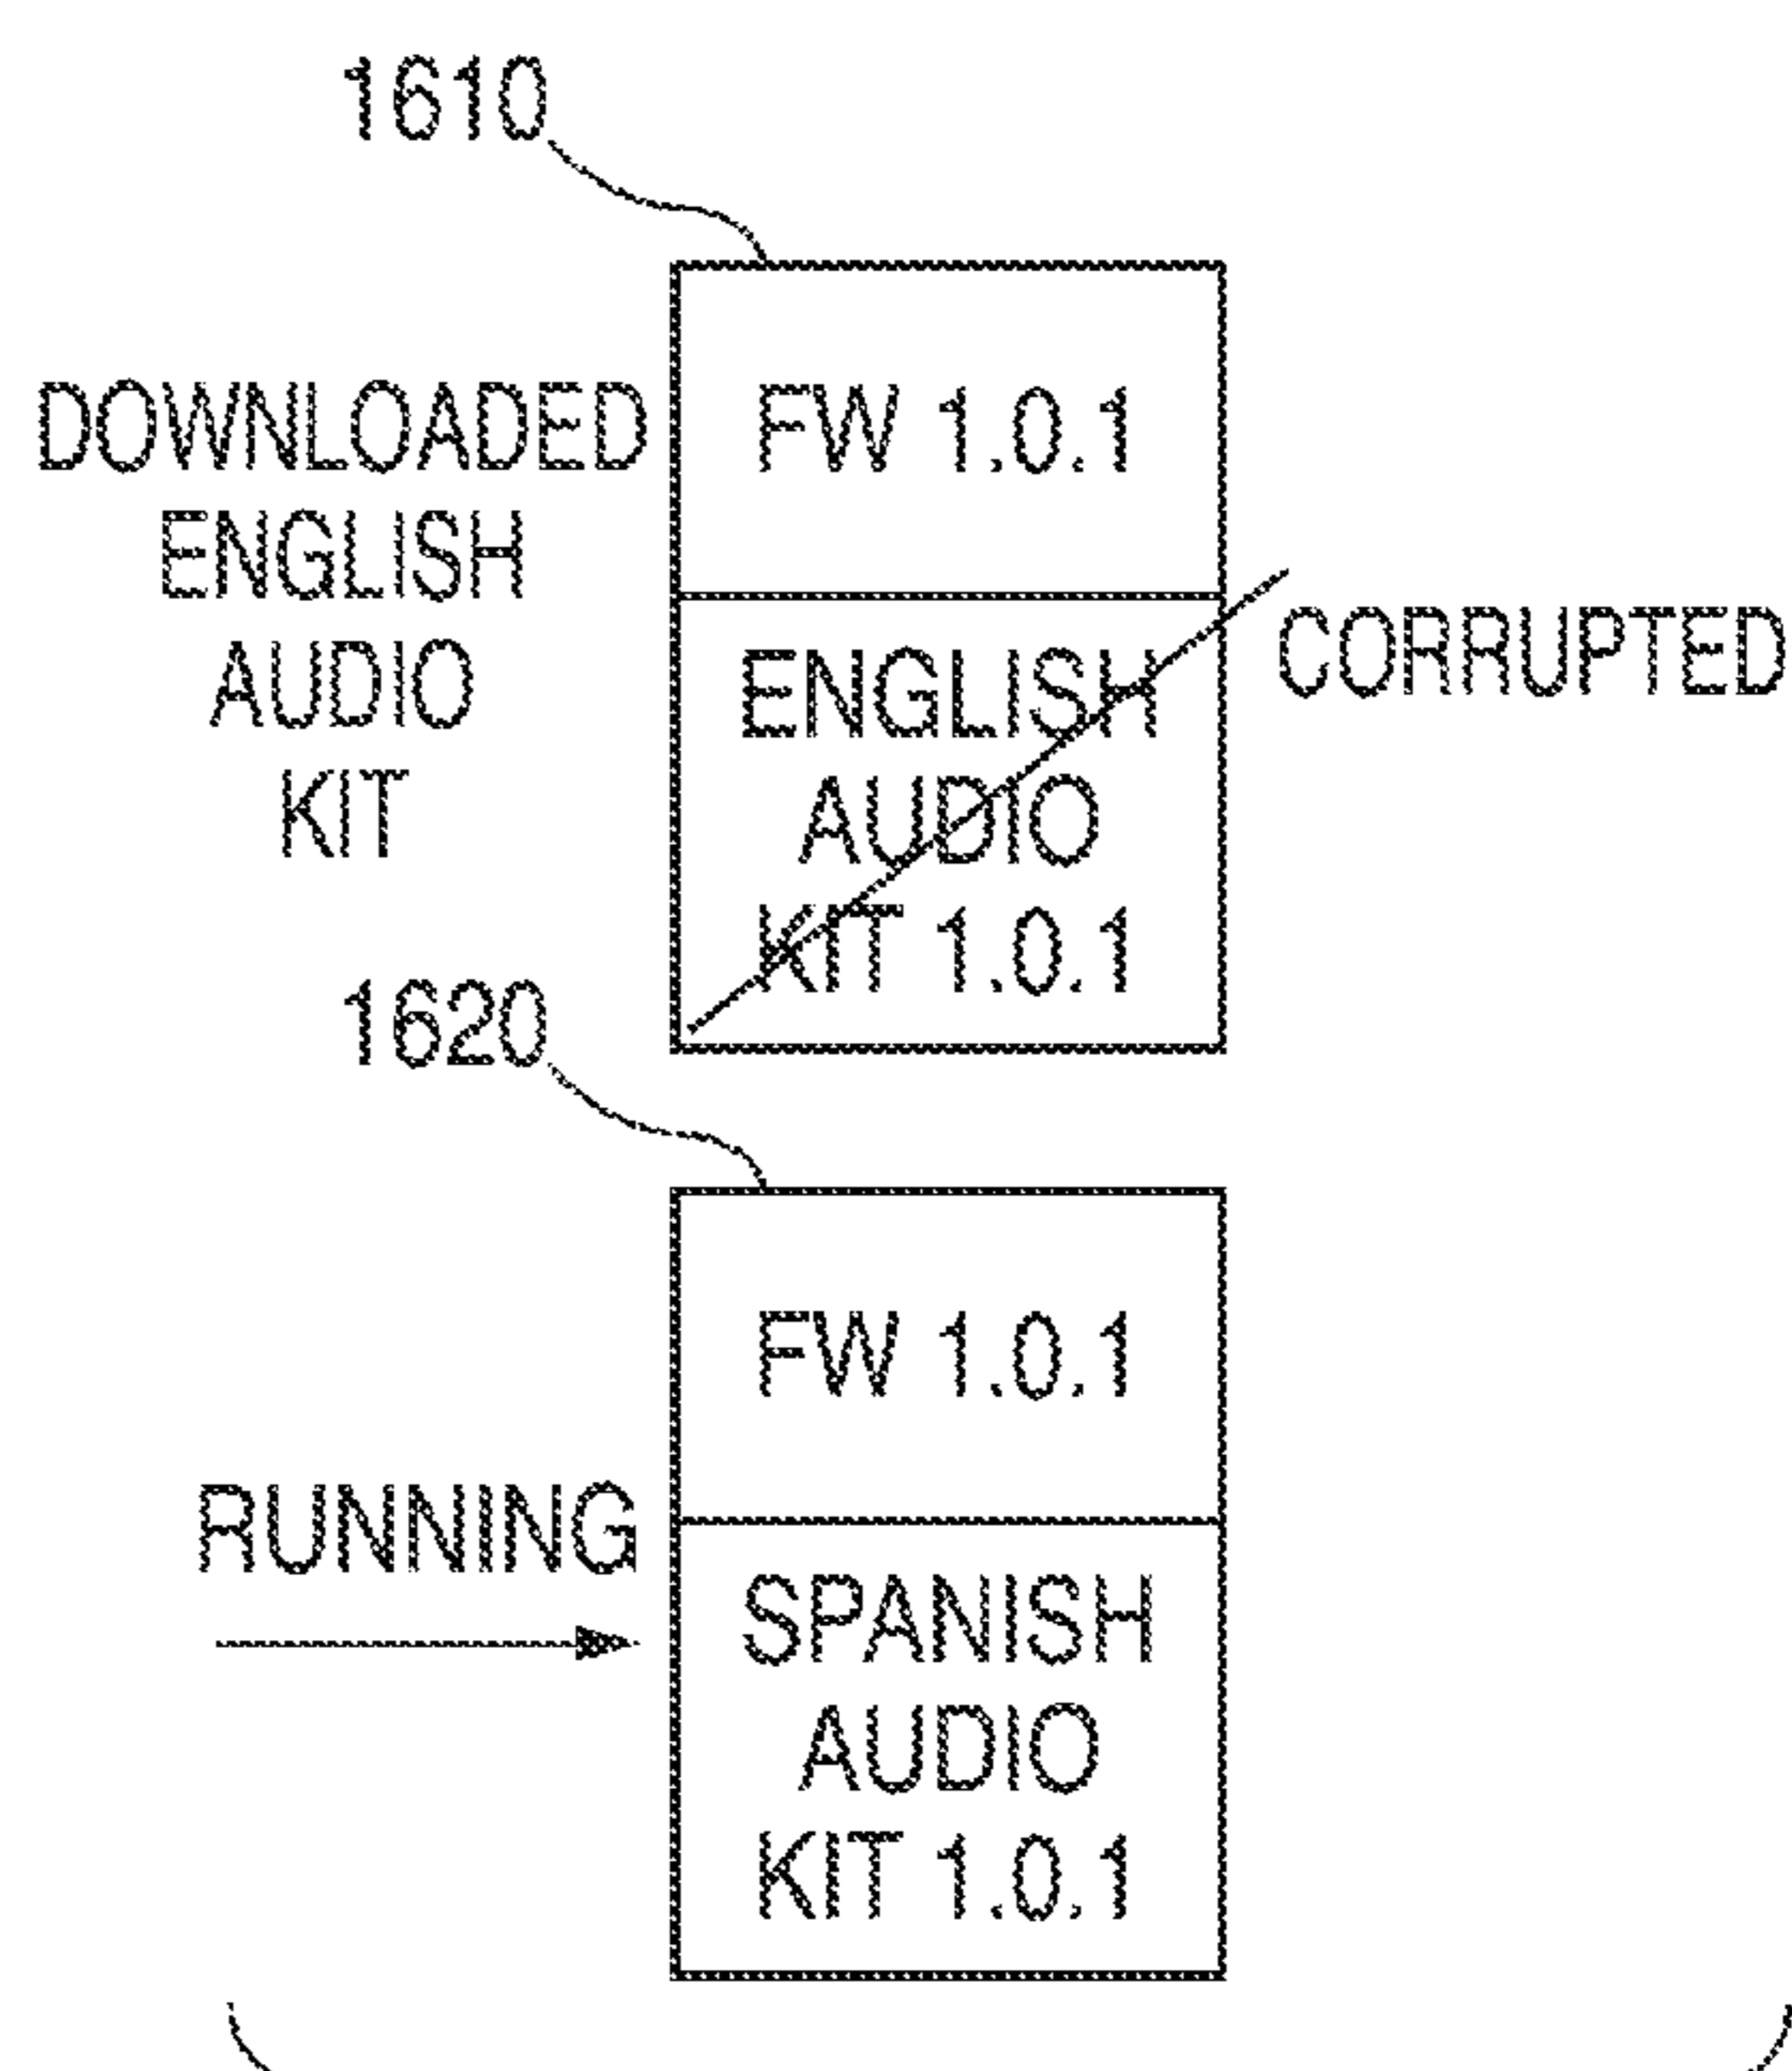 1610
DOWNLOADED
ENGLISH
AUDIO
KIT
FW 1.0.1
ENGLISH
AUDIO
KIT 1.0.1
CORRUPTED
1620
RUNNING
FW 1.0.1
SPANISH
AUDIO
KIT 1.0.1